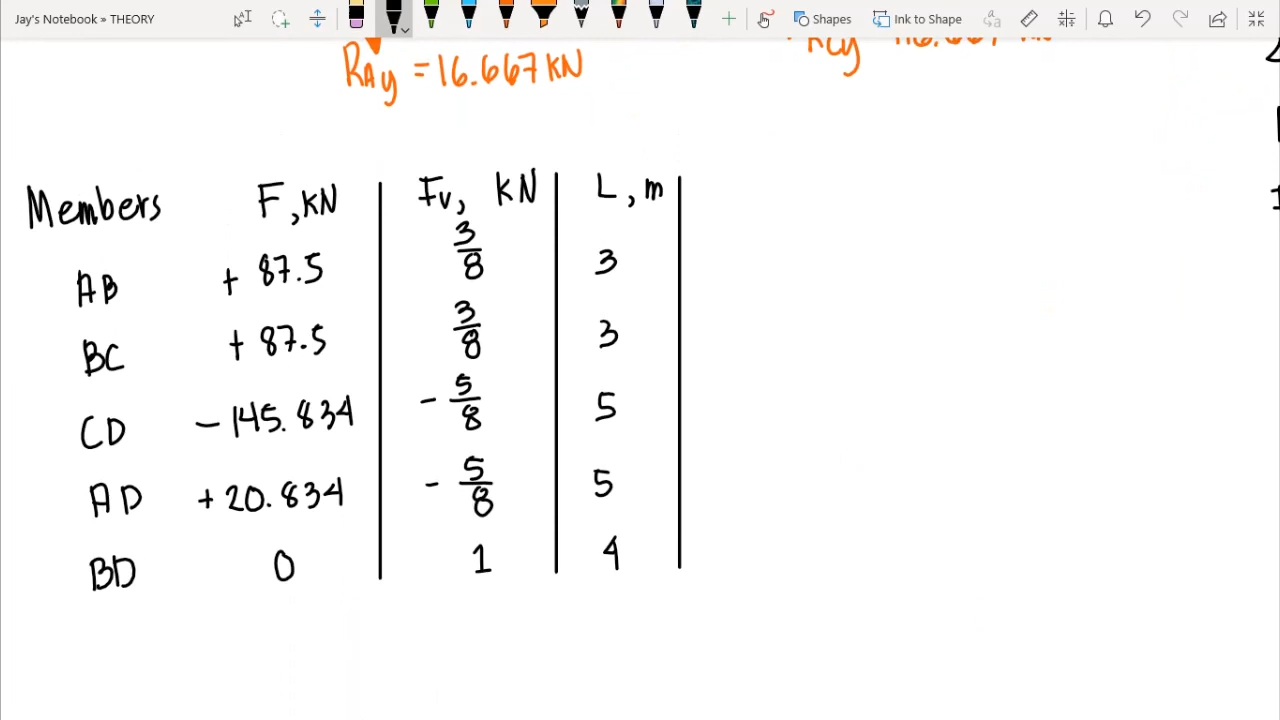 Jay's Notebook » THEORY
Shapes
Ink to Shape
RAy = 16.667 KN
RCy
Members F, KN Fv, KN L, m
AB + 87.5 3/8 3
BC + 87.5 3/8 3
CD - 145.834 - 5/8 5
AD + 20.834 - 5/8 5
BD 0 1 4